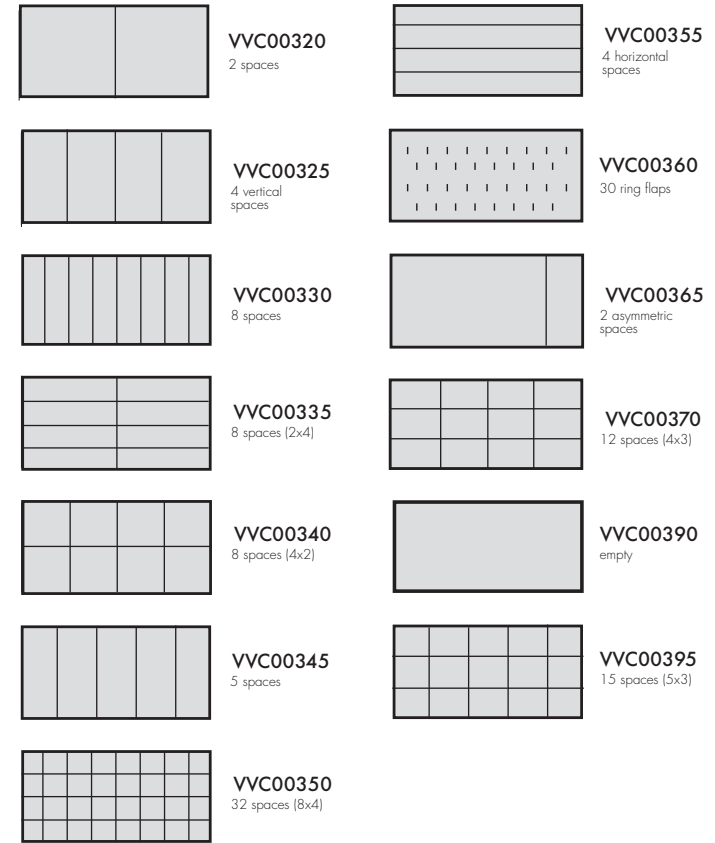 VVC00320
2 spaces
VVC00325
4 vertical
spaces
VVC00330
8 spaces
VVC00335
8 spaces (2x4)
VVC00340
8 spaces (4x2)
VVC00345
5 spaces
VVC00350
32 spaces (8x4)
VVC00355
4 horizontal
spaces
VVC00360
30 ring flaps
VVC00365
2 asymmetric
spaces
VVC00370
12 spaces (4x3)
VVC00390
empty
VVC00395
15 spaces (5x3)